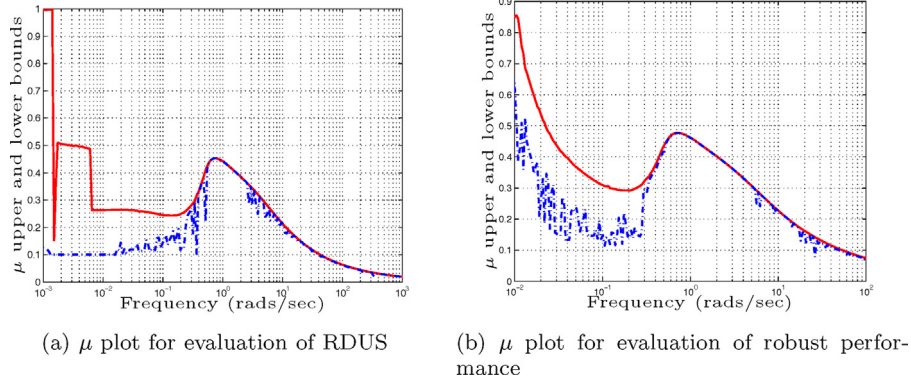 1
0.9
0.8
0.7
0.6
0.5
0.4
0.3
0.2
0.1
0
μ upper and lower bounds
10^-3 10^-2 10^-1 10^0 10^1 10^2 10^3
Frequency (rads/sec)
(a) μ plot for evaluation of RDUS
0.9
0.8
0.7
0.6
0.5
0.4
0.3
0.2
0.1
0
μ upper and lower bounds
10^-2 10^-1 10^0 10^1 10^2
Frequency (rads/sec)
(b) μ plot for evaluation of robust perfor-
mance